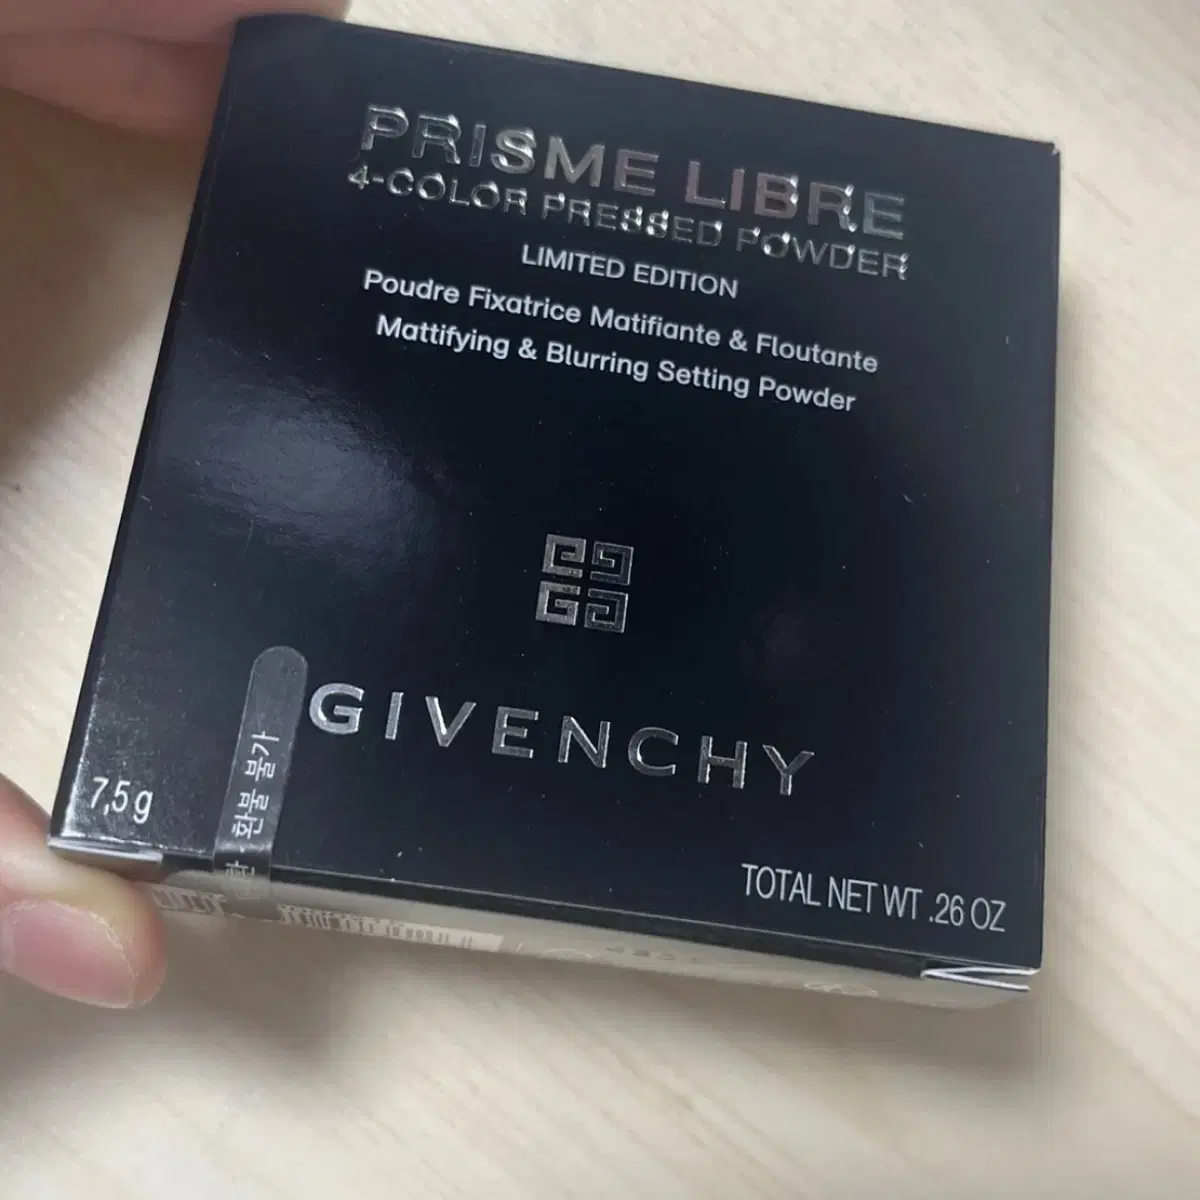 PRISME LIBRE
4-COLOR PRESSED POWDER
LIMITED EDITION
Poudre Fixatrice Matifiante & Floutante
Mattifying & Blurring Setting Powder
GIVENCHY
7,5 g
환불 불가
TOTAL NET WT .26 OZ